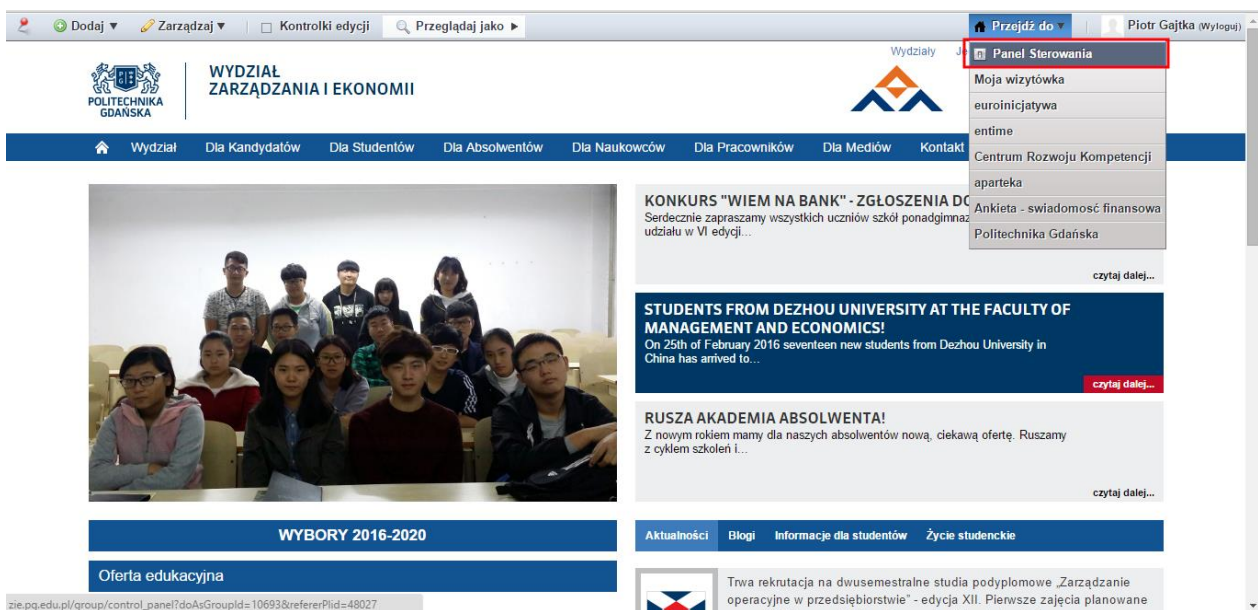 Dodaj ▼ Zarządzaj ▼ Kontrolki edycji Przeglądaj jako ► Przejdź do ▼ Piotr Gajtka (Wyloguj)
Wydziały
Panel Sterowania
Moja wizytówka
euroinicjatywa
entime
Centrum Rozwoju Kompetencji
aparteka
Ankieta - swiadomosć finansowa
Politechnika Gdańska
POLITECHNIKA
GDAŃSKA
WYDZIAŁ
ZARZĄDZANIA I EKONOMII
Wydział Dla Kandydatów Dla Studentów Dla Absolwentów Dla Naukowców Dla Pracowników Dla Mediów Kontakt
KONKURS "WIEM NA BANK" - ZGŁOSZENIA
Serdecznie zapraszamy wszystkich uczniów szkół
udziału w VI edycji...
czytaj dalej...
STUDENTS FROM DEZHOU UNIVERSITY AT THE FACULTY OF
MANAGEMENT AND ECONOMICS!
On 25th of February 2016 seventeen new students from Dezhou University in
China has arrived to...
czytaj dalej...
RUSZA AKADEMIA ABSOLWENTA!
Z nowym rokiem mamy dla naszych absolwentów nową, ciekawą ofertę. Ruszamy
z cyklem szkoleń i...
czytaj dalej...
WYBORY 2016-2020
Oferta edukacyjna
Aktualności Blogi Informacje dla studentów Życie studenckie
Trwa rekrutacja na dwusemestralne studia podyplomowe „Zarządzanie
operacyjne w przedsiębiorstwie" - edycja XII. Pierwsze zajęcia planowane
zie.pg.edu.pl/group/control_panel?doAsGroupId=10693&refererPlid=48027